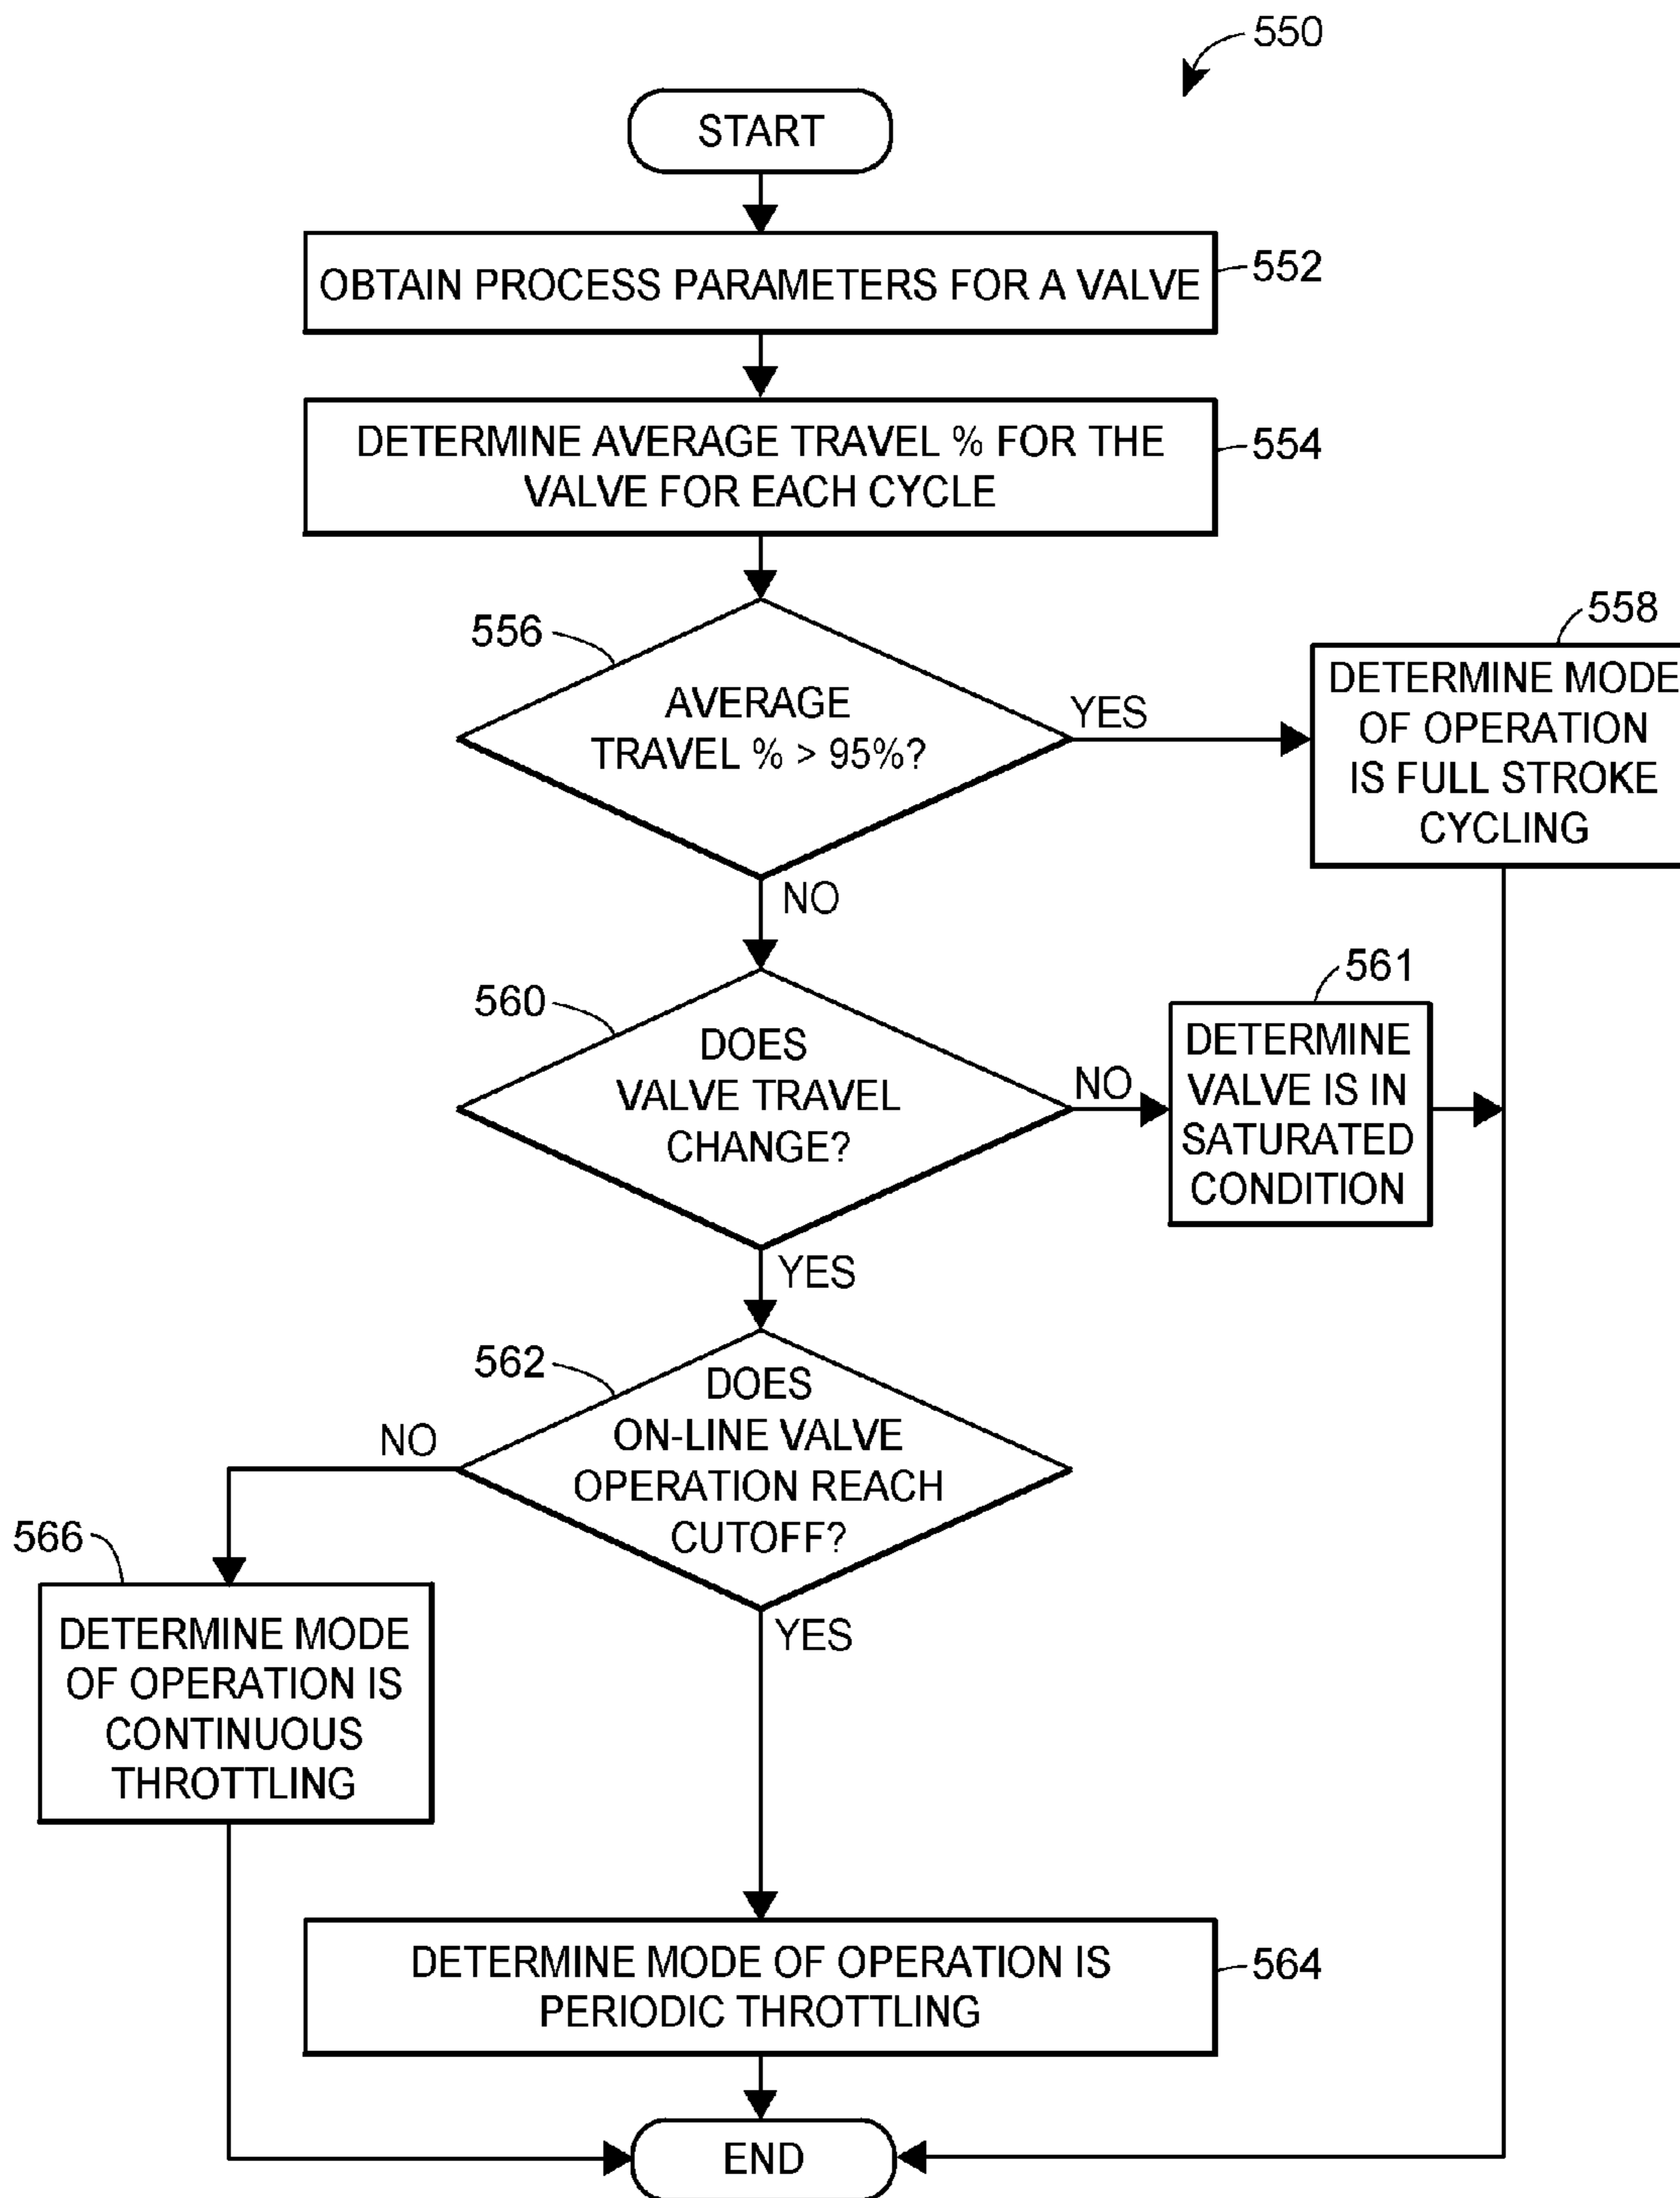 550
START
OBTAIN PROCESS PARAMETERS FOR A VALVE
552
DETERMINE AVERAGE TRAVEL % FOR THE
VALVE FOR EACH CYCLE
554
556
AVERAGE
TRAVEL % > 95%?
YES
558
DETERMINE MODE
OF OPERATION
IS FULL STROKE
CYCLING
NO
560
DOES
VALVE TRAVEL
CHANGE?
NO
561
DETERMINE
VALVE IS IN
SATURATED
CONDITION
YES
562
DOES
ON-LINE VALVE
OPERATION REACH
CUTOFF?
NO
566
DETERMINE MODE
OF OPERATION IS
CONTINUOUS
THROTTLING
YES
DETERMINE MODE OF OPERATION IS
PERIODIC THROTTLING
564
END